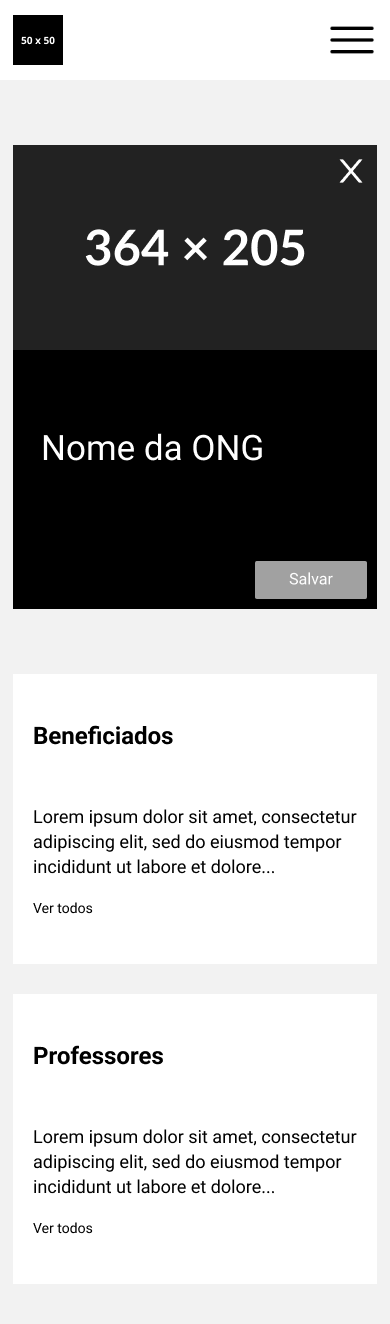 50 x 50
X
364 × 205
Nome da ONG
Salvar
Beneficiados
Lorem ipsum dolor sit amet, consectetur
adipiscing elit, sed do eiusmod tempor
incididunt ut labore et dolore...
Ver todos
Professores
Lorem ipsum dolor sit amet, consectetur
adipiscing elit, sed do eiusmod tempor
incididunt ut labore et dolore...
Ver todos